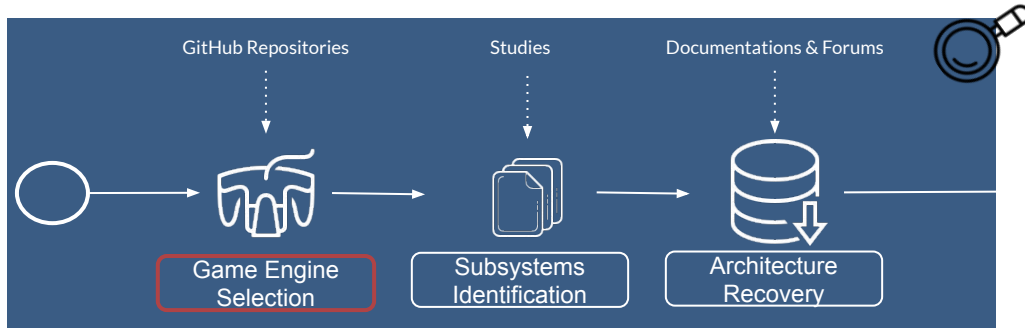 GitHub Repositories
Studies
Documentations & Forums
Game Engine
Selection
Subsystems
Identification
Architecture
Recovery